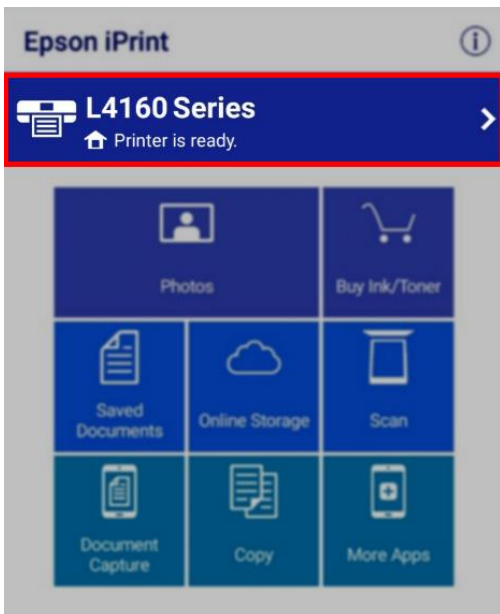 Epson iPrint
L4160 Series
Printer is ready.
Photos
Buy Ink/Toner
Saved
Documents
Online Storage
Scan
Document
Capture
Copy
More Apps